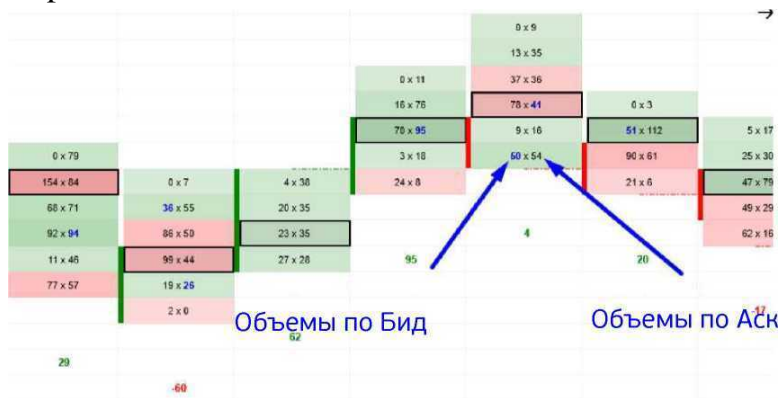 0 x 79
154 x 84
68 x 71
92 x 94
11 x 46
77 x 57
29
0 x 7
36 x 55
86 x 50
99 x 44
19 x 26
2 x 0
-60
4 x 38
20 x 35
23 x 35
27 x 28
62
0 x 11
16 x 76
70 x 95
3 x 18
24 x 8
95
0 x 9
13 x 35
37 x 36
78 x 41
9 x 16
50 x 54
4
0 x 3
51 x 112
90 x 61
21 x 6
20
5 x 17
25 x 30
47 x 79
49 x 29
62 x 16
-17
Объемы по Бид
Объемы по Аск